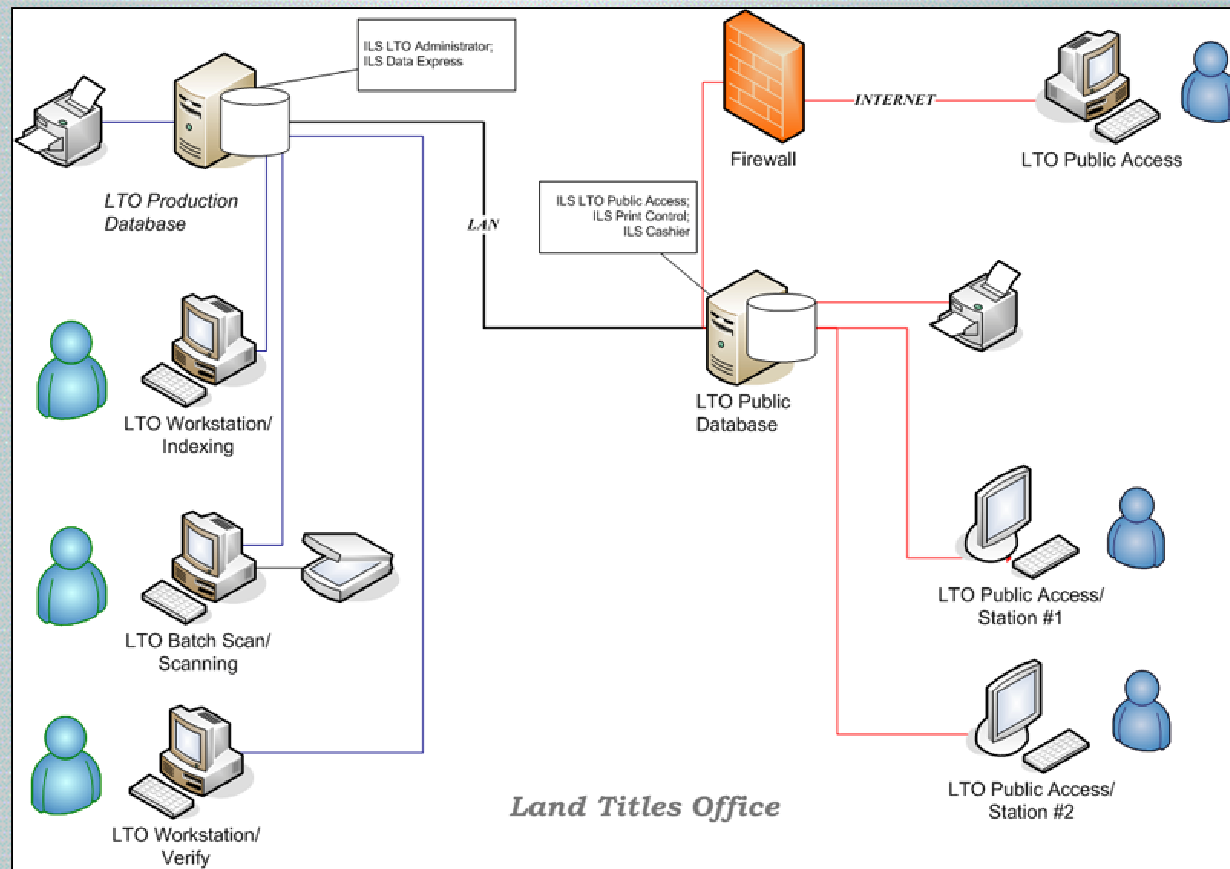 ILS LTO Administrator;
ILS Data Express
INTERNET
Firewall
LTO Public Access
LTO Production
Database
ILS LTO Public Access;
ILS Print Control;
ILS Cashier
LAN
LTO Public
Database
LTO Workstation/
Indexing
LTO Batch Scan/
Scanning
LTO Public Access/
Station #1
LTO Workstation/
Verify
Land Titles Office
LTO Public Access/
Station #2